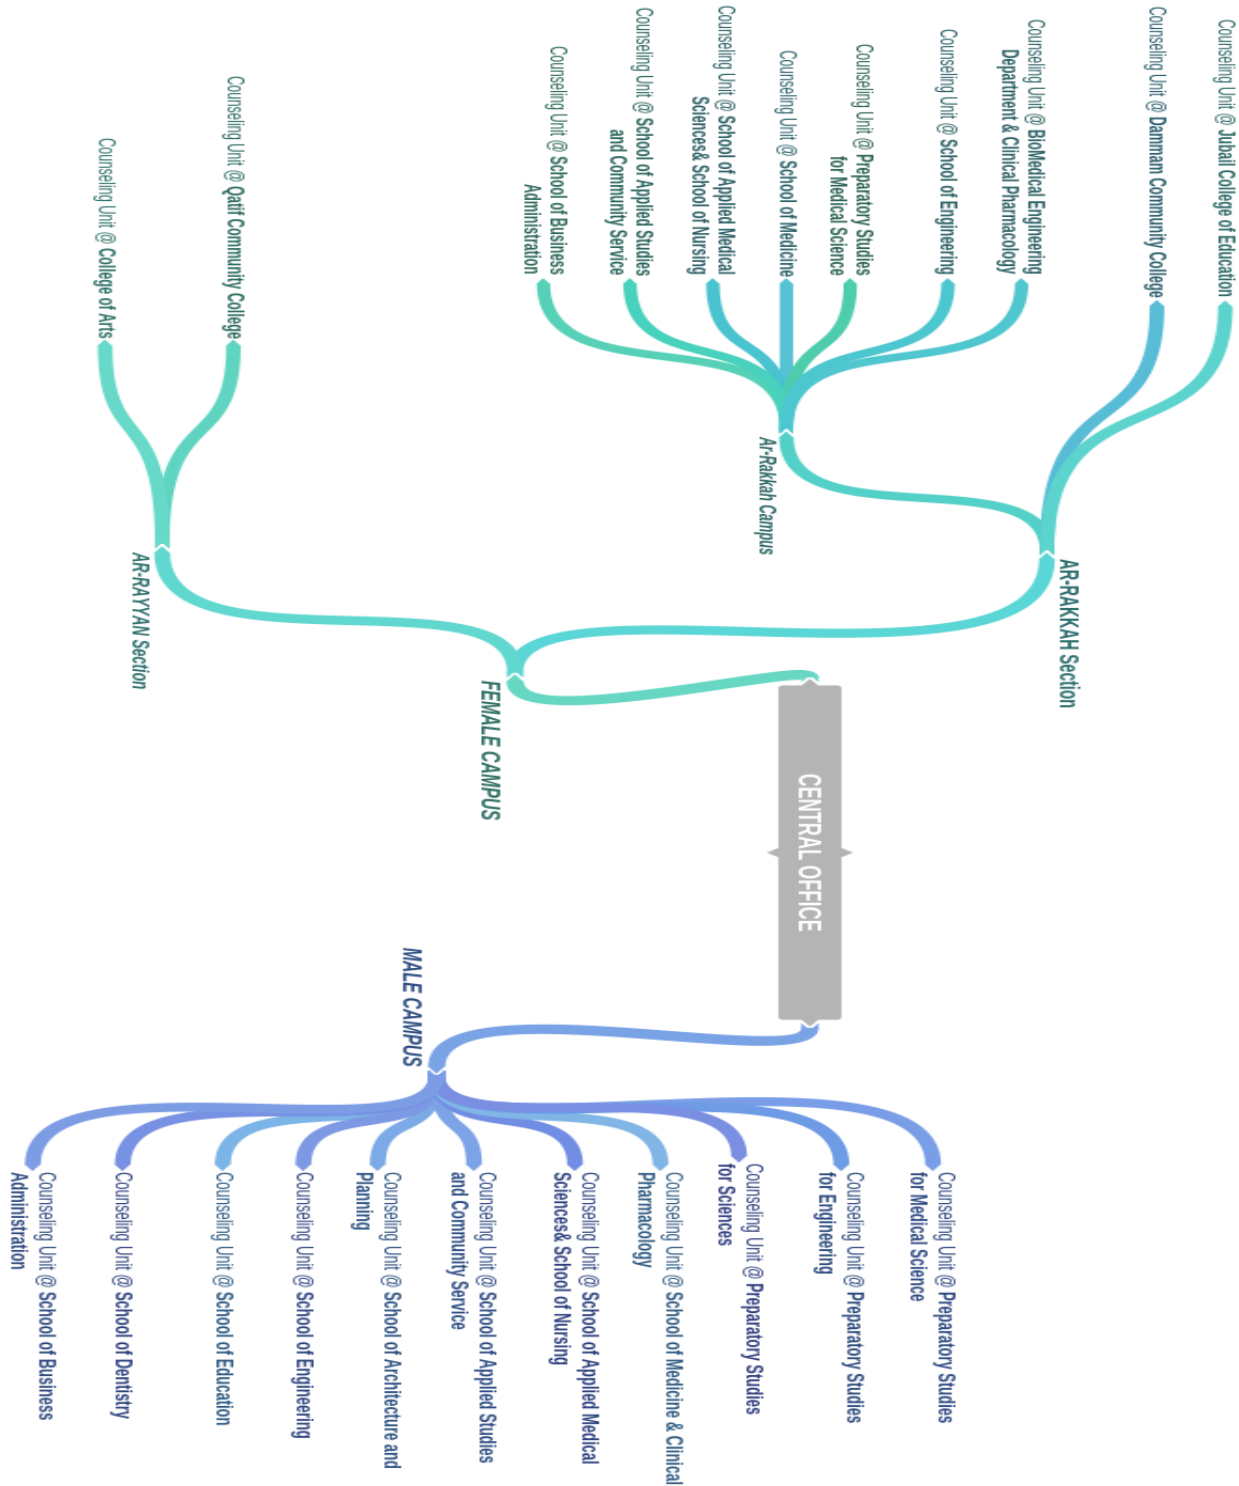 Counseling Unit @ Jubail College of Education
Counseling Unit @ Dammam Community College
Counseling Unit @ BioMedical Engineering
Department & Clinical Pharmacology
Counseling Unit @ School of Engineering
Counseling Unit @ Preparatory Studies
for Medical Science
Counseling Unit @ School of Medicine
Counseling Unit @ School of Applied Medical
Sciences& School of Nursing
Counseling Unit @ School of Applied Studies
and Community Service
Counseling Unit @ School of Business
Administration
Counseling Unit @ Qatif Community College
Counseling Unit @ College of Arts
Ar-Rakkah Campus
AR-RAKKAH Section
AR-RAYYAN Section
FEMALE CAMPUS
CENTRAL OFFICE
MALE CAMPUS
Counseling Unit @ Preparatory Studies
for Medical Science
Counseling Unit @ Preparatory Studies
for Engineering
Counseling Unit @ Preparatory Studies
for Sciences
Counseling Unit @ School of Medicine & Clinical
Pharmacology
Counseling Unit @ School of Applied Medical
Sciences& School of Nursing
Counseling Unit @ School of Applied Studies
and Community Service
Counseling Unit @ School of Architecture and
Planning
Counseling Unit @ School of Engineering
Counseling Unit @ School of Education
Counseling Unit @ School of Dentistry
Counseling Unit @ School of Business
Administration